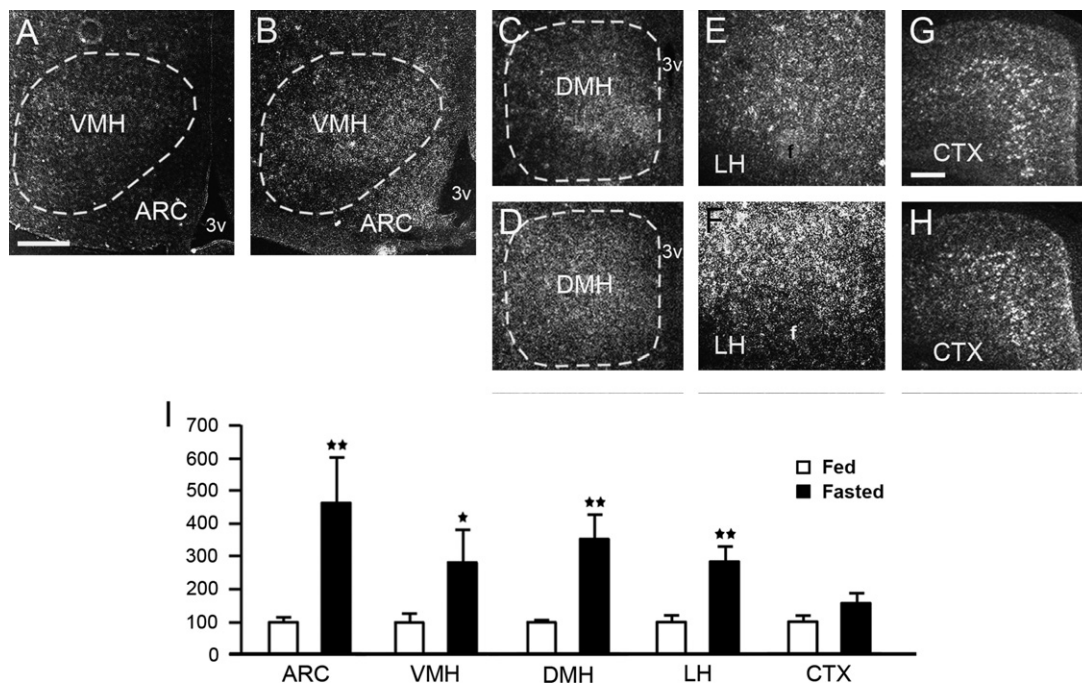 A
VMH
ARC
3v
B
VMH
ARC
3v
C
DMH
3v
E
LH
f
G
CTX
D
DMH
3v
F
LH
f
H
CTX
I
700
600
500
400
300
200
100
0
★★
★
★★
★★
Fed
Fasted
ARC VMH DMH LH CTX